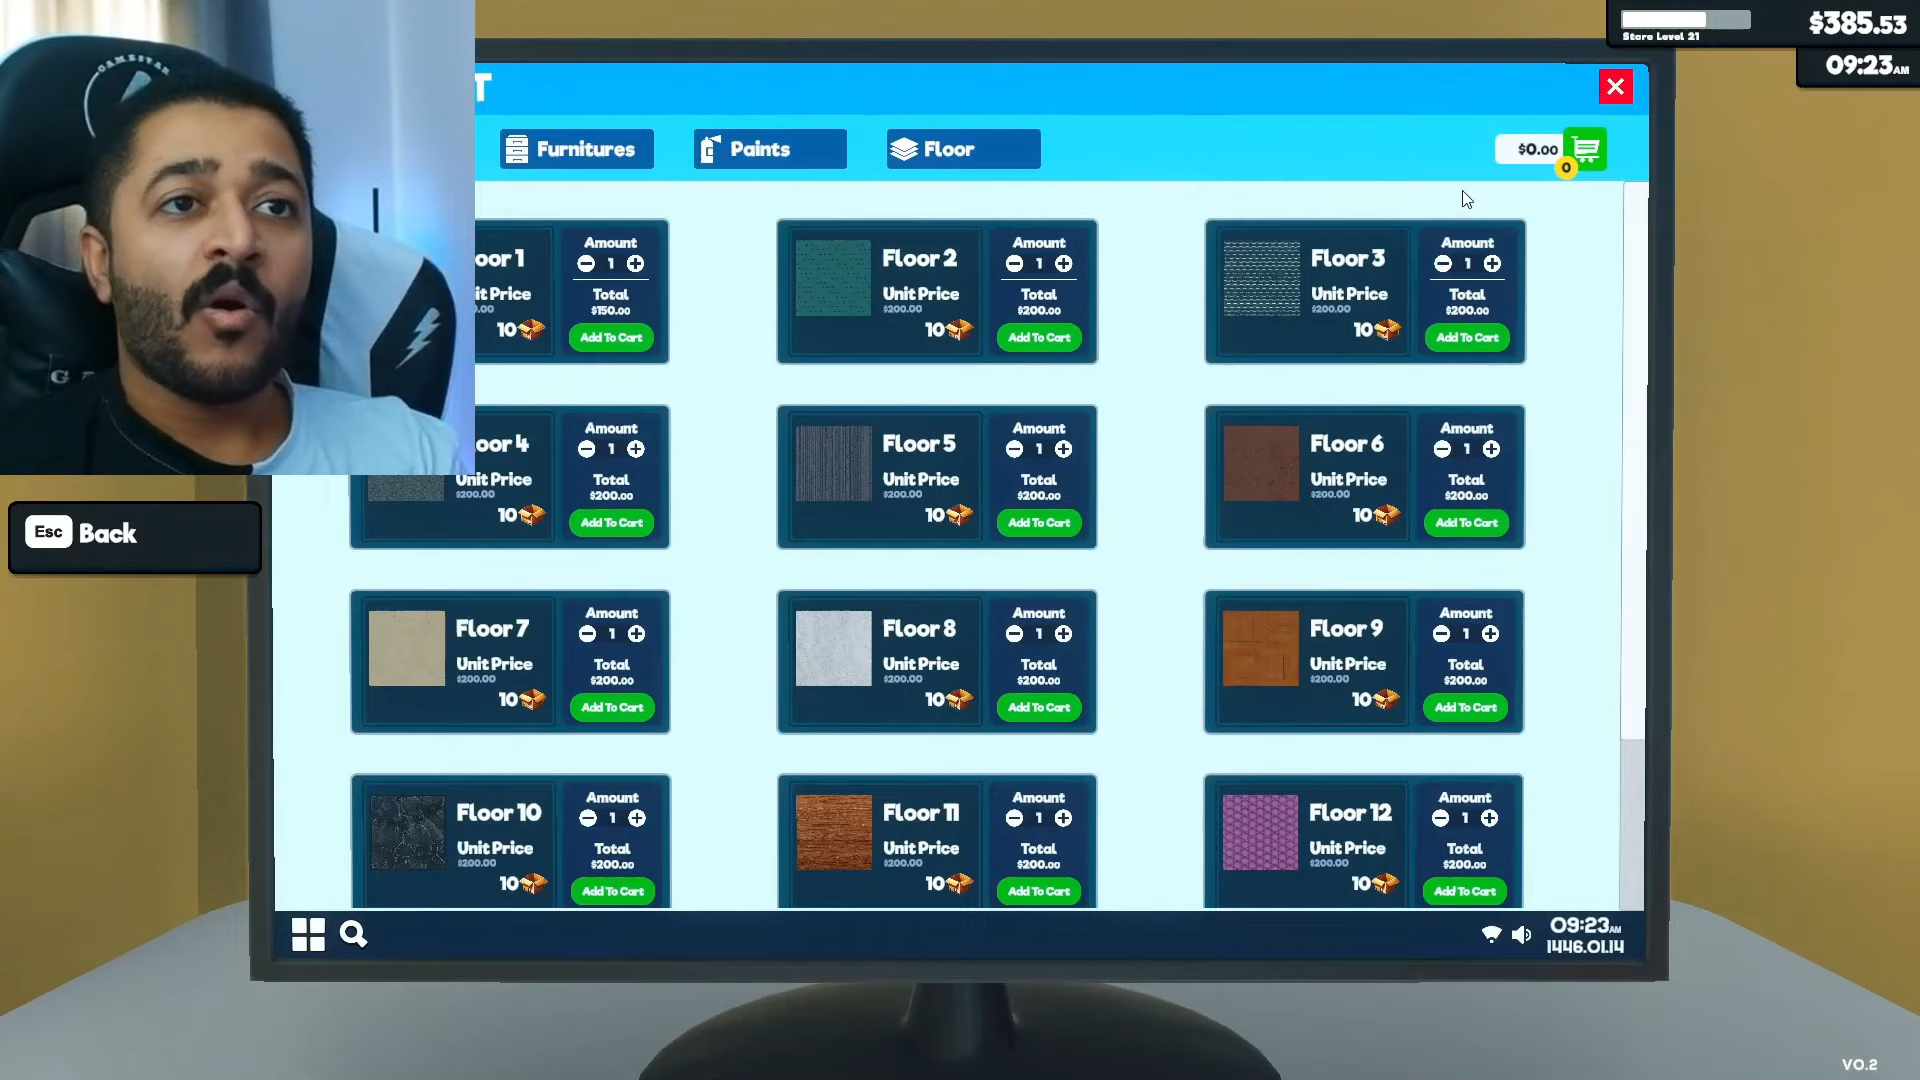 $385.53
Store Level 21
09:23AM
GAMESTAR
T
Furnitures
Paints
Floor
$0.00
0
oor 1
it Price
0.00
10
Amount
1
Total
$150.00
Add To Cart
Floor 2
Unit Price
$200.00
10
Amount
1
Total
$200.00
Add To Cart
Floor 3
Unit Price
$200.00
10
Amount
1
Total
$200.00
Add To Cart
oor 4
Unit Price
$200.00
10
Amount
1
Total
$200.00
Add To Cart
Floor 5
Unit Price
$200.00
10
Amount
1
Total
$200.00
Add To Cart
Floor 6
Unit Price
$200.00
10
Amount
1
Total
$200.00
Add To Cart
Esc Back
Floor 7
Unit Price
$200.00
10
Amount
1
Total
$200.00
Add To Cart
Floor 8
Unit Price
$200.00
10
Amount
1
Total
$200.00
Add To Cart
Floor 9
Unit Price
$200.00
10
Amount
1
Total
$200.00
Add To Cart
Floor 10
Unit Price
$200.00
10
Amount
1
Total
$200.00
Add To Cart
Floor 11
Unit Price
$200.00
10
Amount
1
Total
$200.00
Add To Cart
Floor 12
Unit Price
$200.00
10
Amount
1
Total
$200.00
Add To Cart
09:23AM
1446.01.14
V0.2